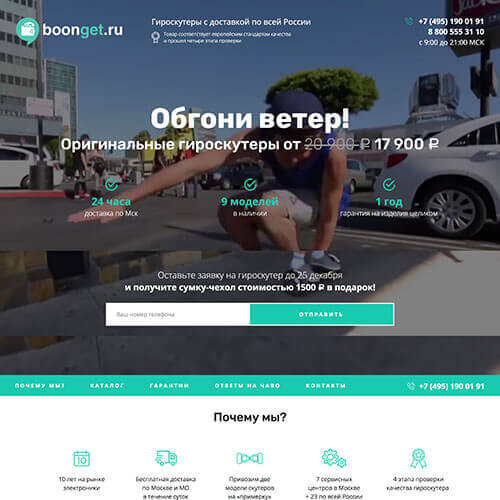 boonget.ru
Гироскутеры с доставкой по всей России
Товар соответствует европейским стандартам качества
и прошел четыре этапа проверки
+7 (495) 190 01 91
8 800 555 31 10
с 9:00 до 21:00 МСК
Обгони ветер!
Оригинальные гироскутеры от 20 900 ₽ 17 900 ₽
24 часа
доставка по Мск
9 моделей
в наличии
1 год
гарантия на изделия целиком
Оставьте заявку на гироскутер до 25 декабря
и получите сумку-чехол стоимостью 1500 ₽ в подарок!
Ваш номер телефона
ОТПРАВИТЬ
ПОЧЕМУ МЫ?
КАТАЛОГ
ГАРАНТИИ
ОТВЕТЫ НА ЧАВО
КОНТАКТЫ
+7 (495) 190 01 91
Почему мы?
10 лет на рынке
электроники
Бесплатная доставка
по Москве и МО
в течение суток
Привозим две
модели скутеров
на «примерку»
7 сервисных
центров в Москве
+ 23 по всей России
4 этапа проверки
качества гироскутера